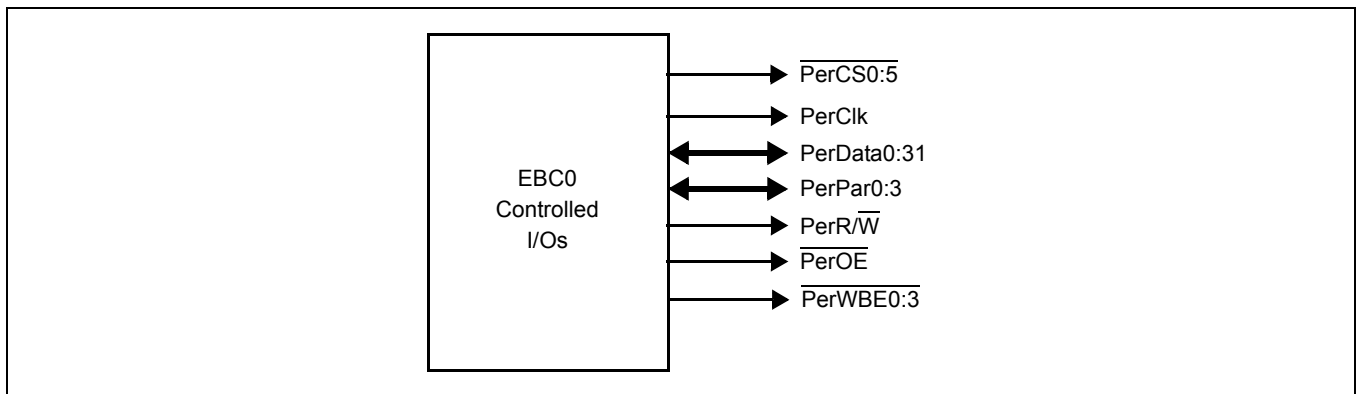 EBC0
Controlled
I/Os
PerCS0:5
PerClk
PerData0:31
PerPar0:3
PerR/W
PerOE
PerWBE0:3